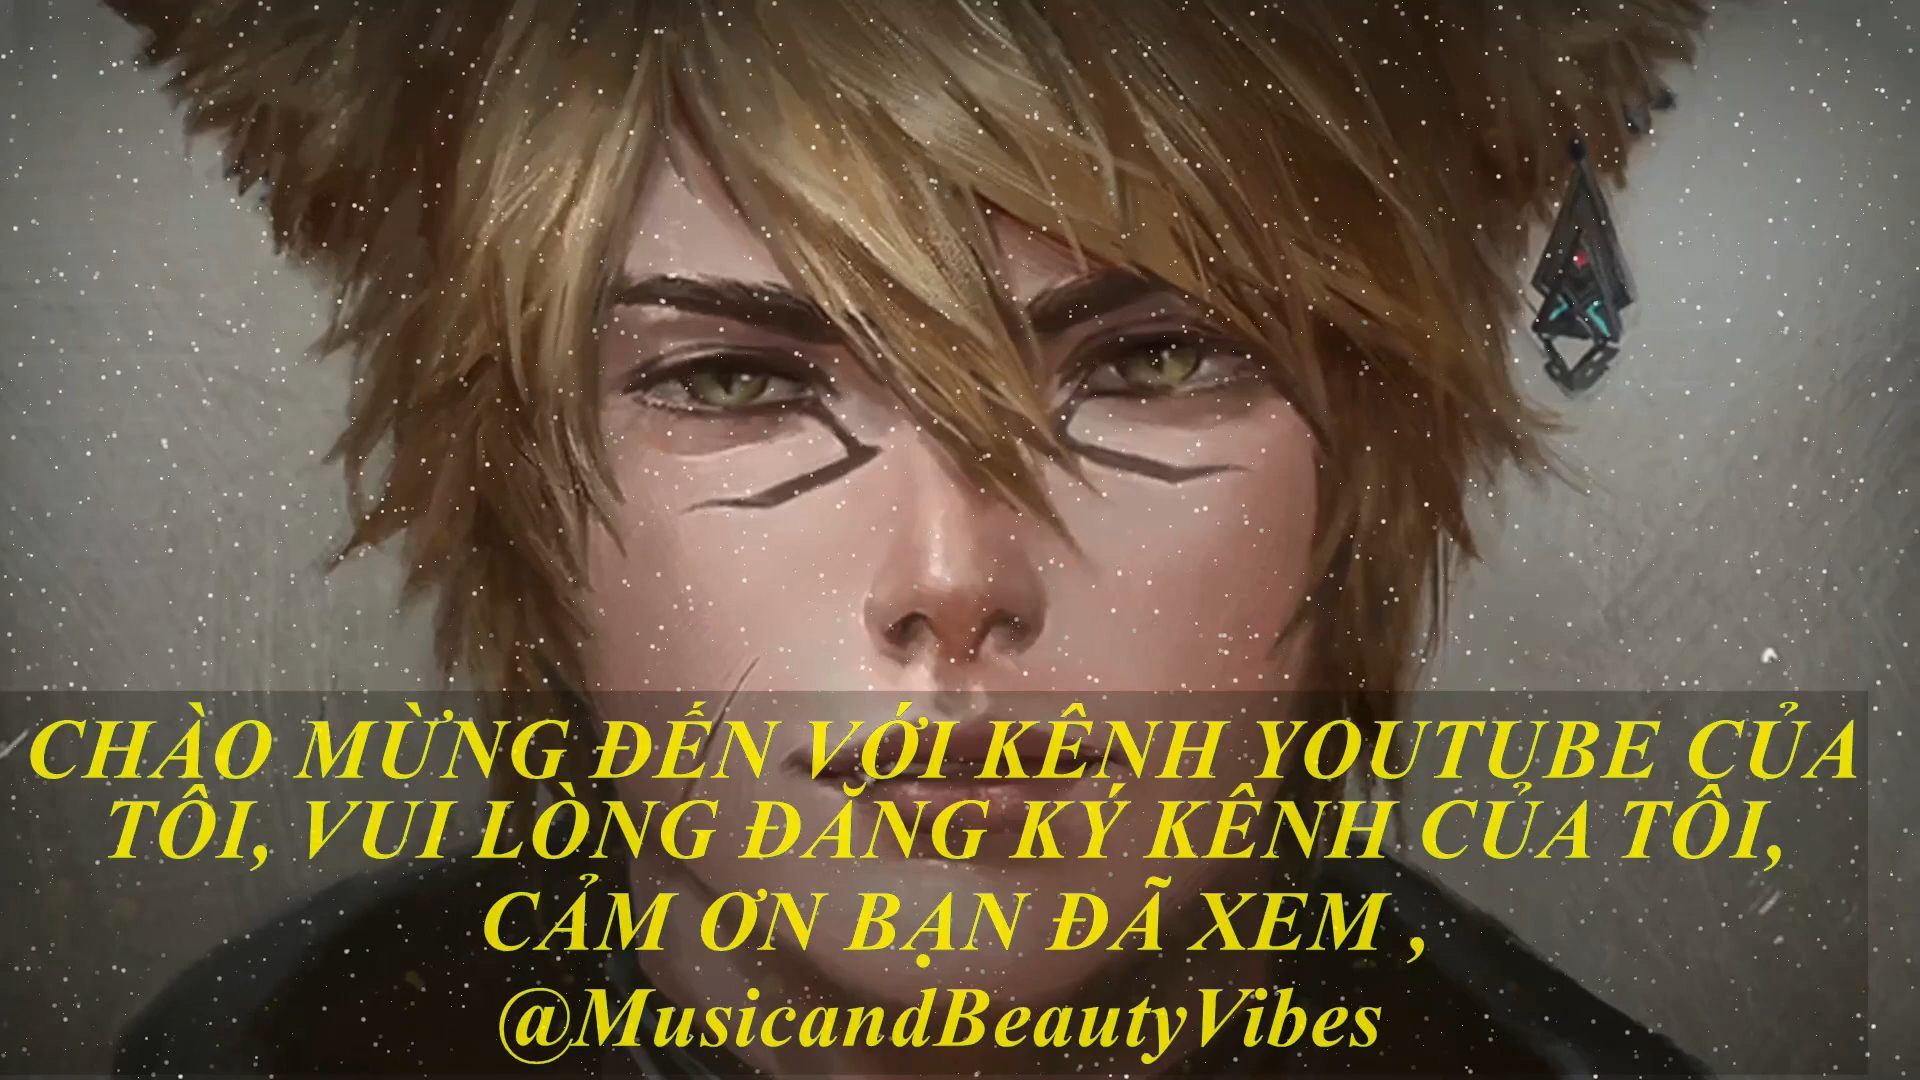 CHÀO MỪNG ĐẾN VỚI KÊNH YOUTUBE CỦA
TÔI, VUI LÒNG ĐĂNG KÝ KÊNH CỦA TÔI,
CẢM ƠN BẠN ĐÃ XEM ,
@MusicandBeautyVibes